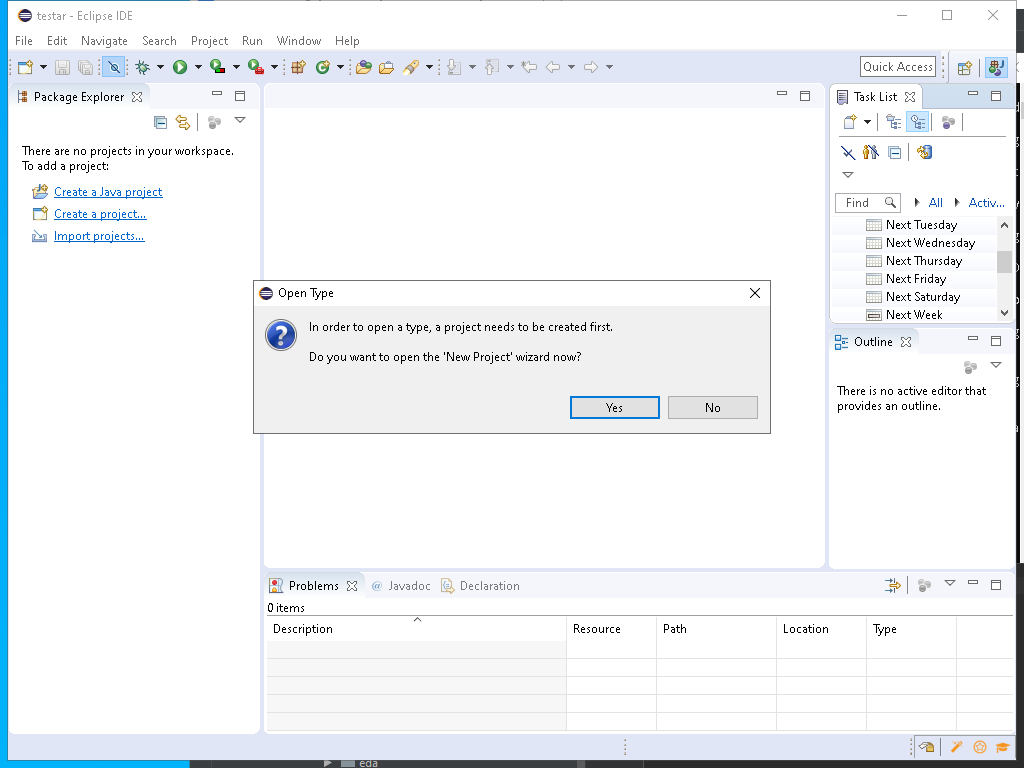 testar - Eclipse IDE
File Edit Navigate Search Project Run Window Help
Quick Access
Package Explorer
There are no projects in your workspace.
To add a project:
Create a Java project
Create a project...
Import projects...
Task List
Find
All
Activ...
Next Tuesday
Next Wednesday
Next Thursday
Next Friday
Next Saturday
Next Week
Outline
There is no active editor that
provides an outline.
Open Type
In order to open a type, a project needs to be created first.
Do you want to open the 'New Project' wizard now?
Yes
No
Problems
@ Javadoc
Declaration
0 items
Description Resource Path Location Type
eda